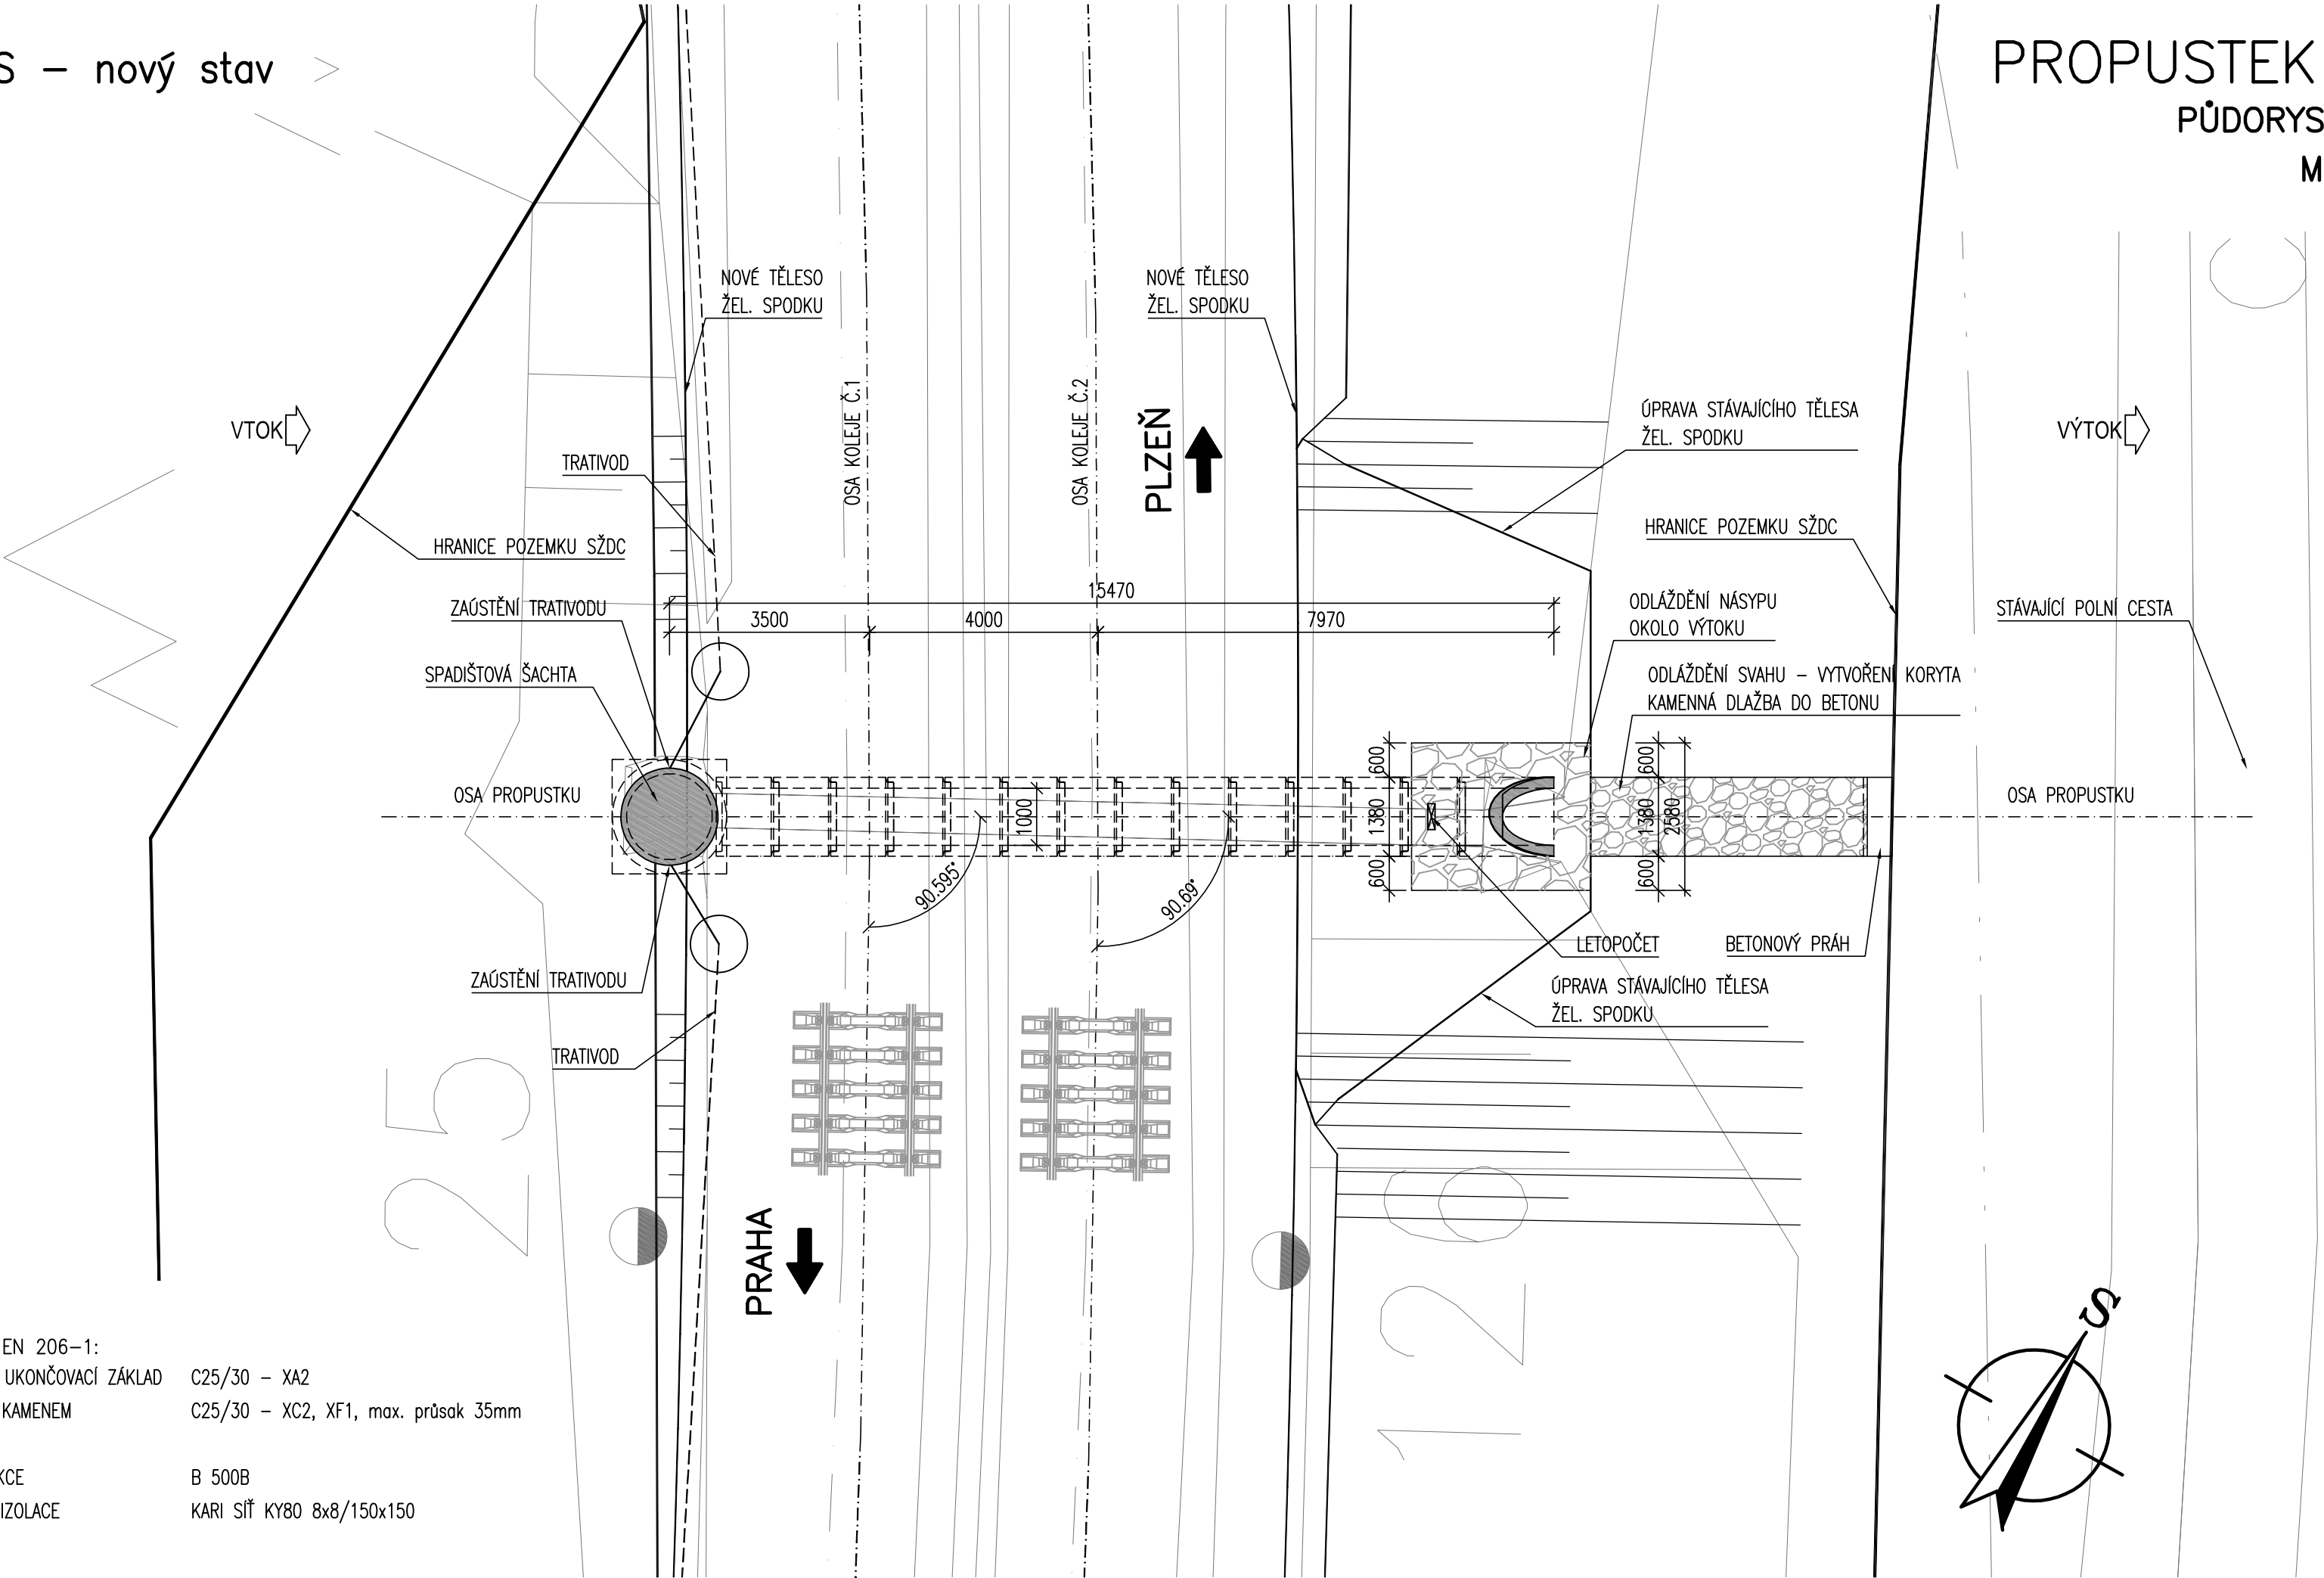 S – nový stav
PROPUSTEK
PŮDORYS
M
NOVÉ TĚLESO
ŽEL. SPODKU
NOVÉ TĚLESO
ŽEL. SPODKU
OSA KOLEJE Č.1
OSA KOLEJE Č.2
PLZEŇ
VTOK
VÝTOK
ÚPRAVA STÁVAJÍCÍHO TĚLESA
ŽEL. SPODKU
TRATIVOD
HRANICE POZEMKU SŽDC
HRANICE POZEMKU SŽDC
15470
3500
4000
7970
ZAÚSTĚNÍ TRATIVODU
ODLÁŽDĚNÍ NÁSYPU
OKOLO VÝTOKU
STÁVAJÍCÍ POLNÍ CESTA
SPADIŠTOVÁ ŠACHTA
ODLÁŽDĚNÍ SVAHU – VYTVOŘENÍ KORYTA
KAMENNÁ DLAŽBA DO BETONU
600
1380
600
600
1380
600
2580
1000
OSA PROPUSTKU
OSA PROPUSTKU
90.595°
90.69°
LETOPOČET
BETONOVÝ PRÁH
ZAÚSTĚNÍ TRATIVODU
ÚPRAVA STÁVAJÍCÍHO TĚLESA
ŽEL. SPODKU
TRATIVOD
25
128
PRAHA
S
EN 206–1:
UKONČOVACÍ ZÁKLAD C25/30 – XA2
KAMENEM C25/30 – XC2, XF1, max. průsak 35mm
KCE B 500B
IZOLACE KARI SÍŤ KY80 8x8/150x150